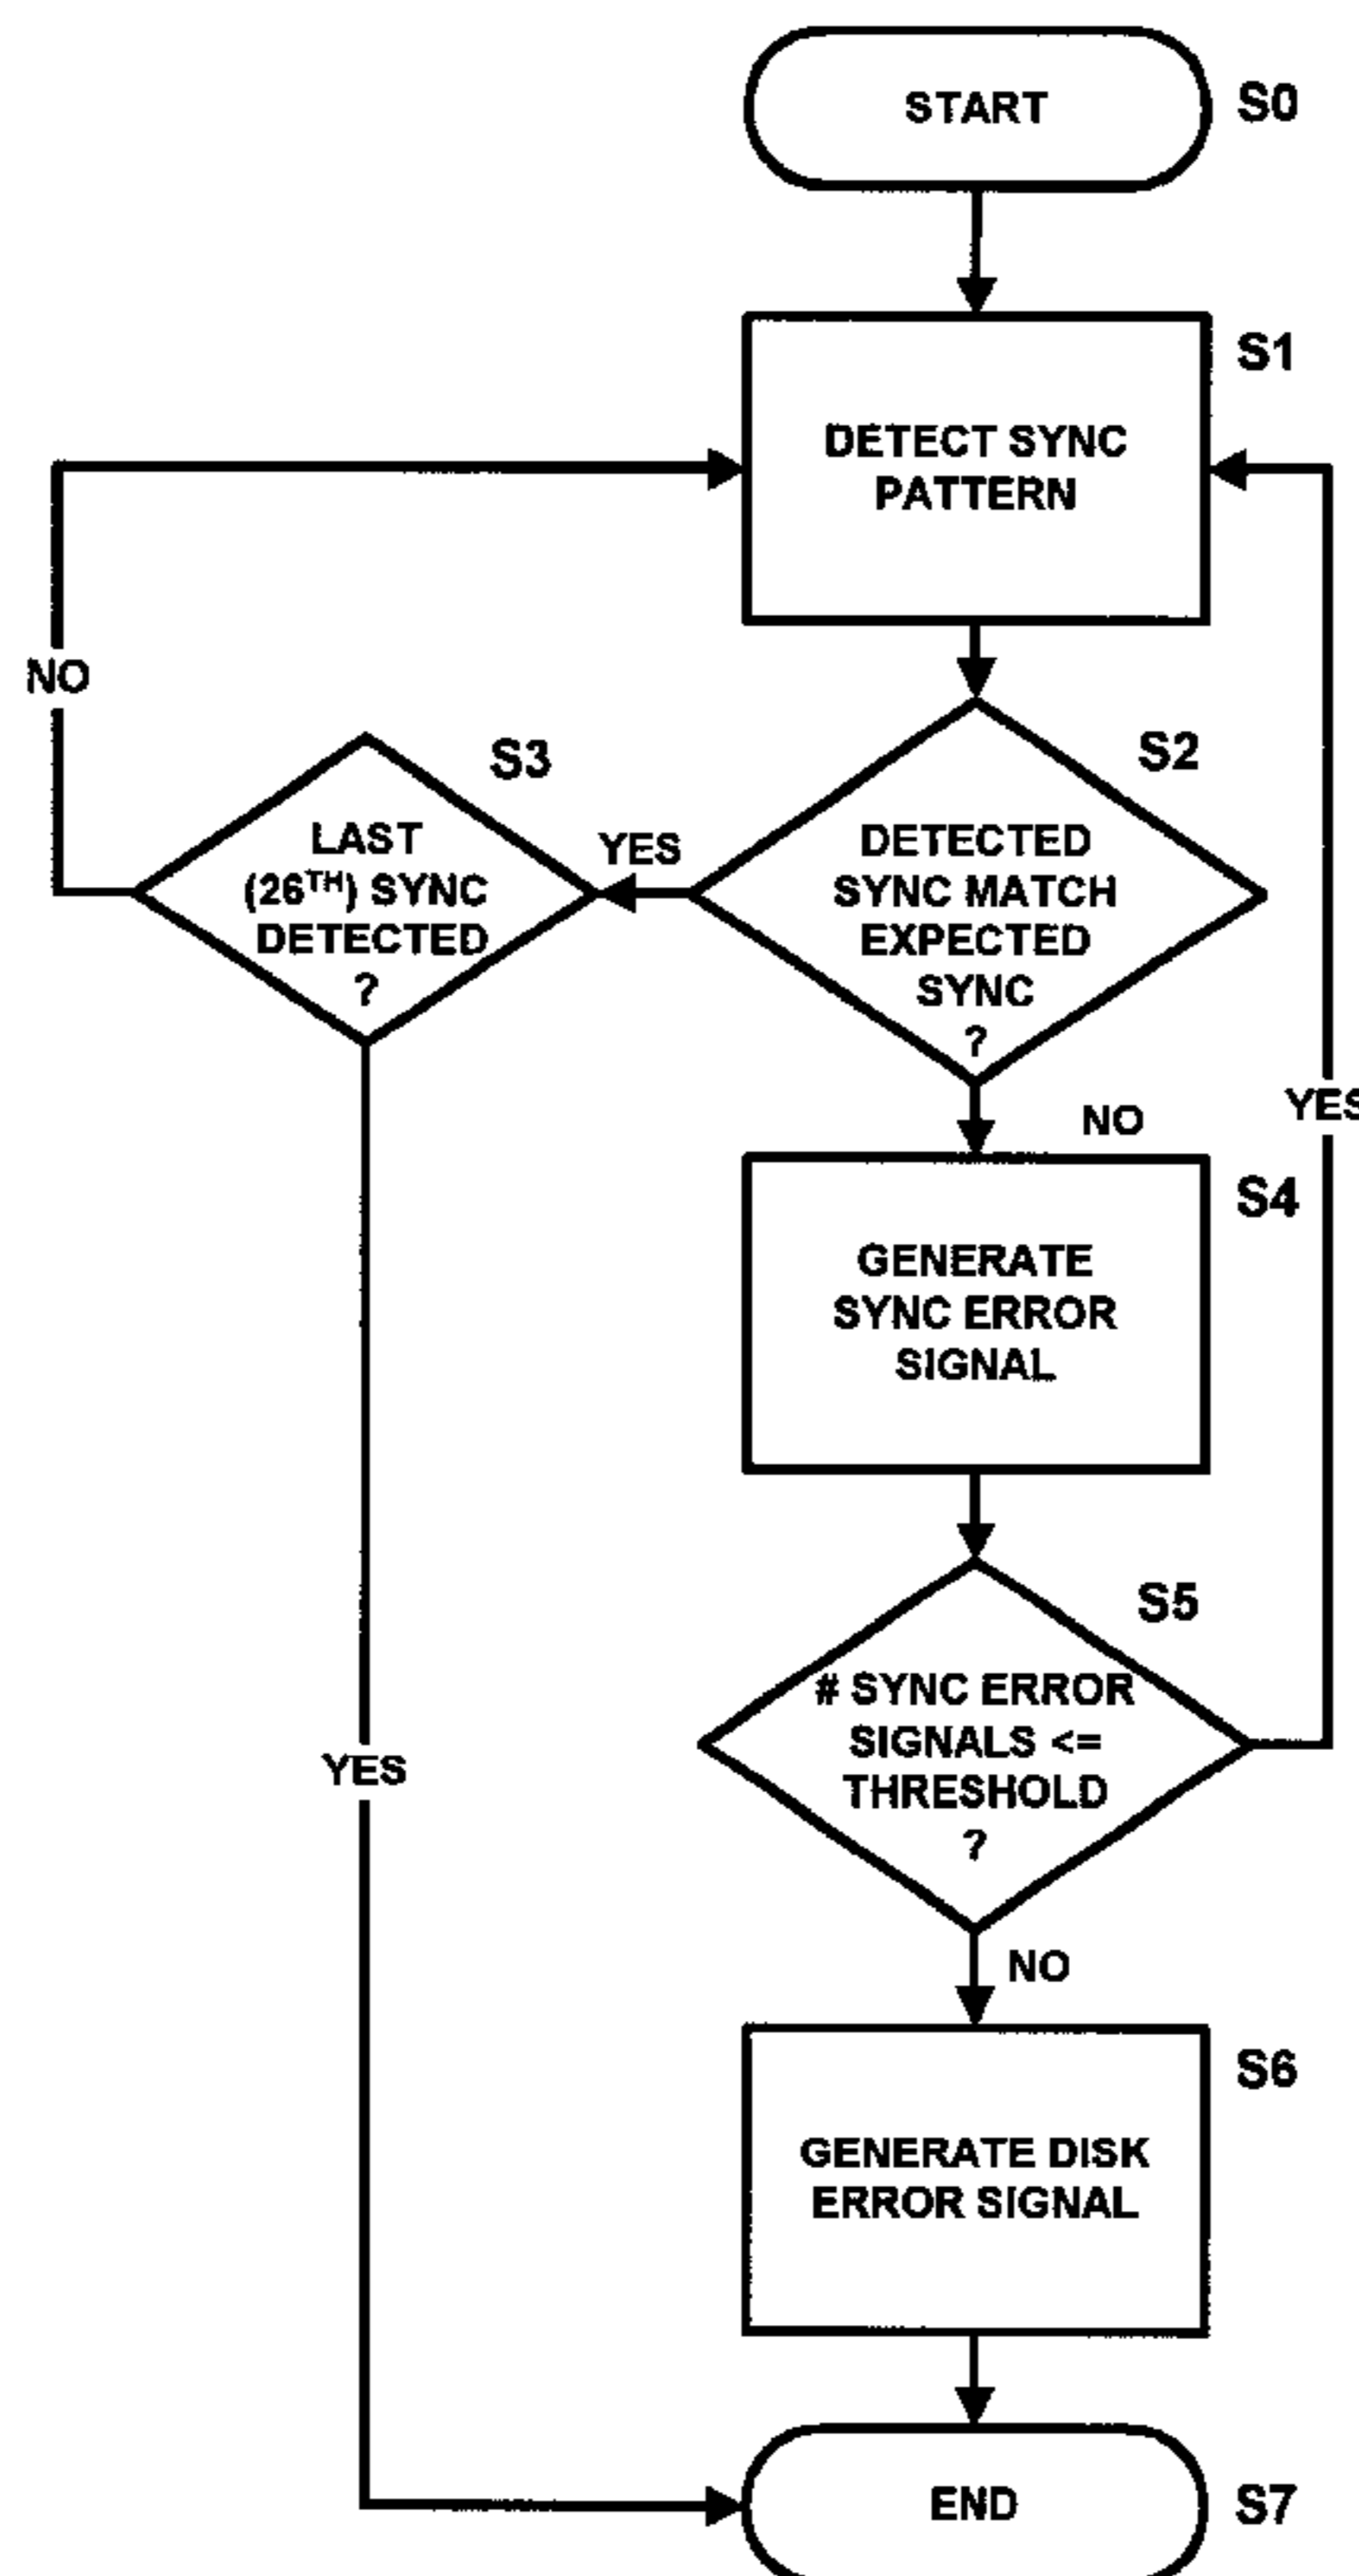 START
S0
S1
DETECT SYNC
PATTERN
NO
S3
S2
LAST
(26TH) SYNC
DETECTED
?
YES
DETECTED
SYNC MATCH
EXPECTED
SYNC
?
YES
NO
S4
GENERATE
SYNC ERROR
SIGNAL
S5
# SYNC ERROR
SIGNALS <=
THRESHOLD
?
YES
NO
S6
GENERATE DISK
ERROR SIGNAL
END
S7